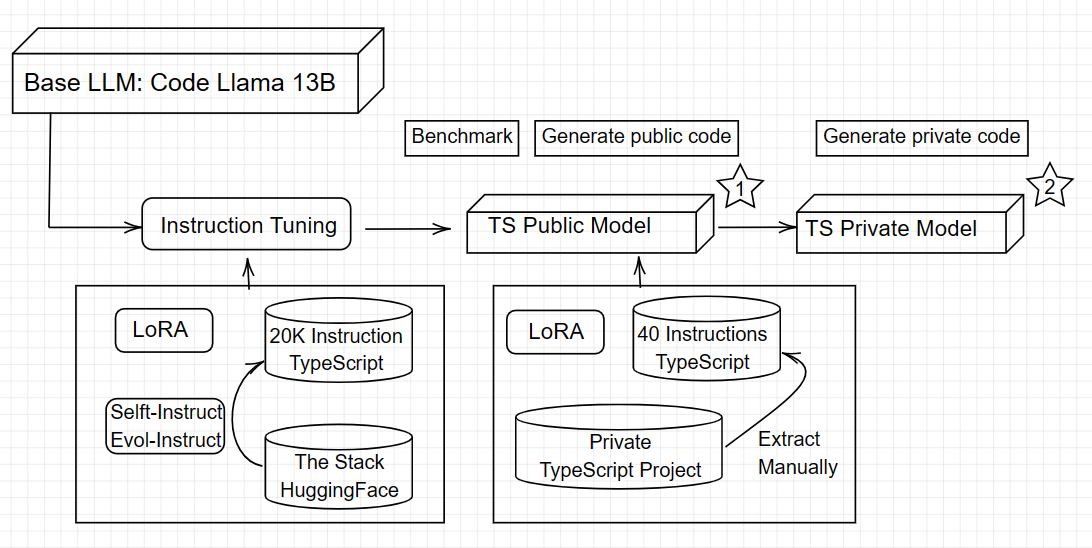 Base LLM: Code Llama 13B
Benchmark
Generate public code
Generate private code
1
2
Instruction Tuning
TS Public Model
TS Private Model
LoRA
20K Instruction
TypeScript
Selft-Instruct
Evol-Instruct
The Stack
HuggingFace
LoRA
40 Instructions
TypeScript
Private
TypeScript Project
Extract
Manually